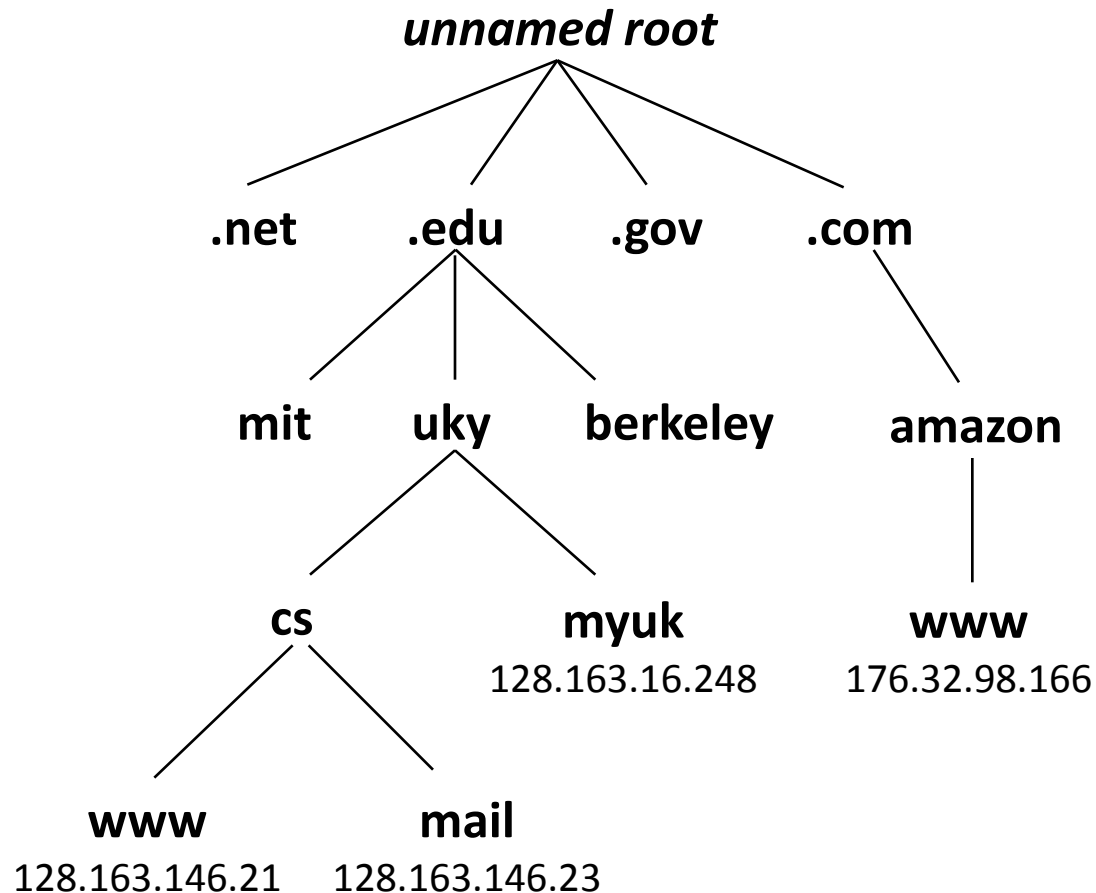 unnamed root
.net .edu .gov .com
mit uky berkeley amazon
cs myuk www
128.163.16.248 176.32.98.166
www mail
128.163.146.21 128.163.146.23